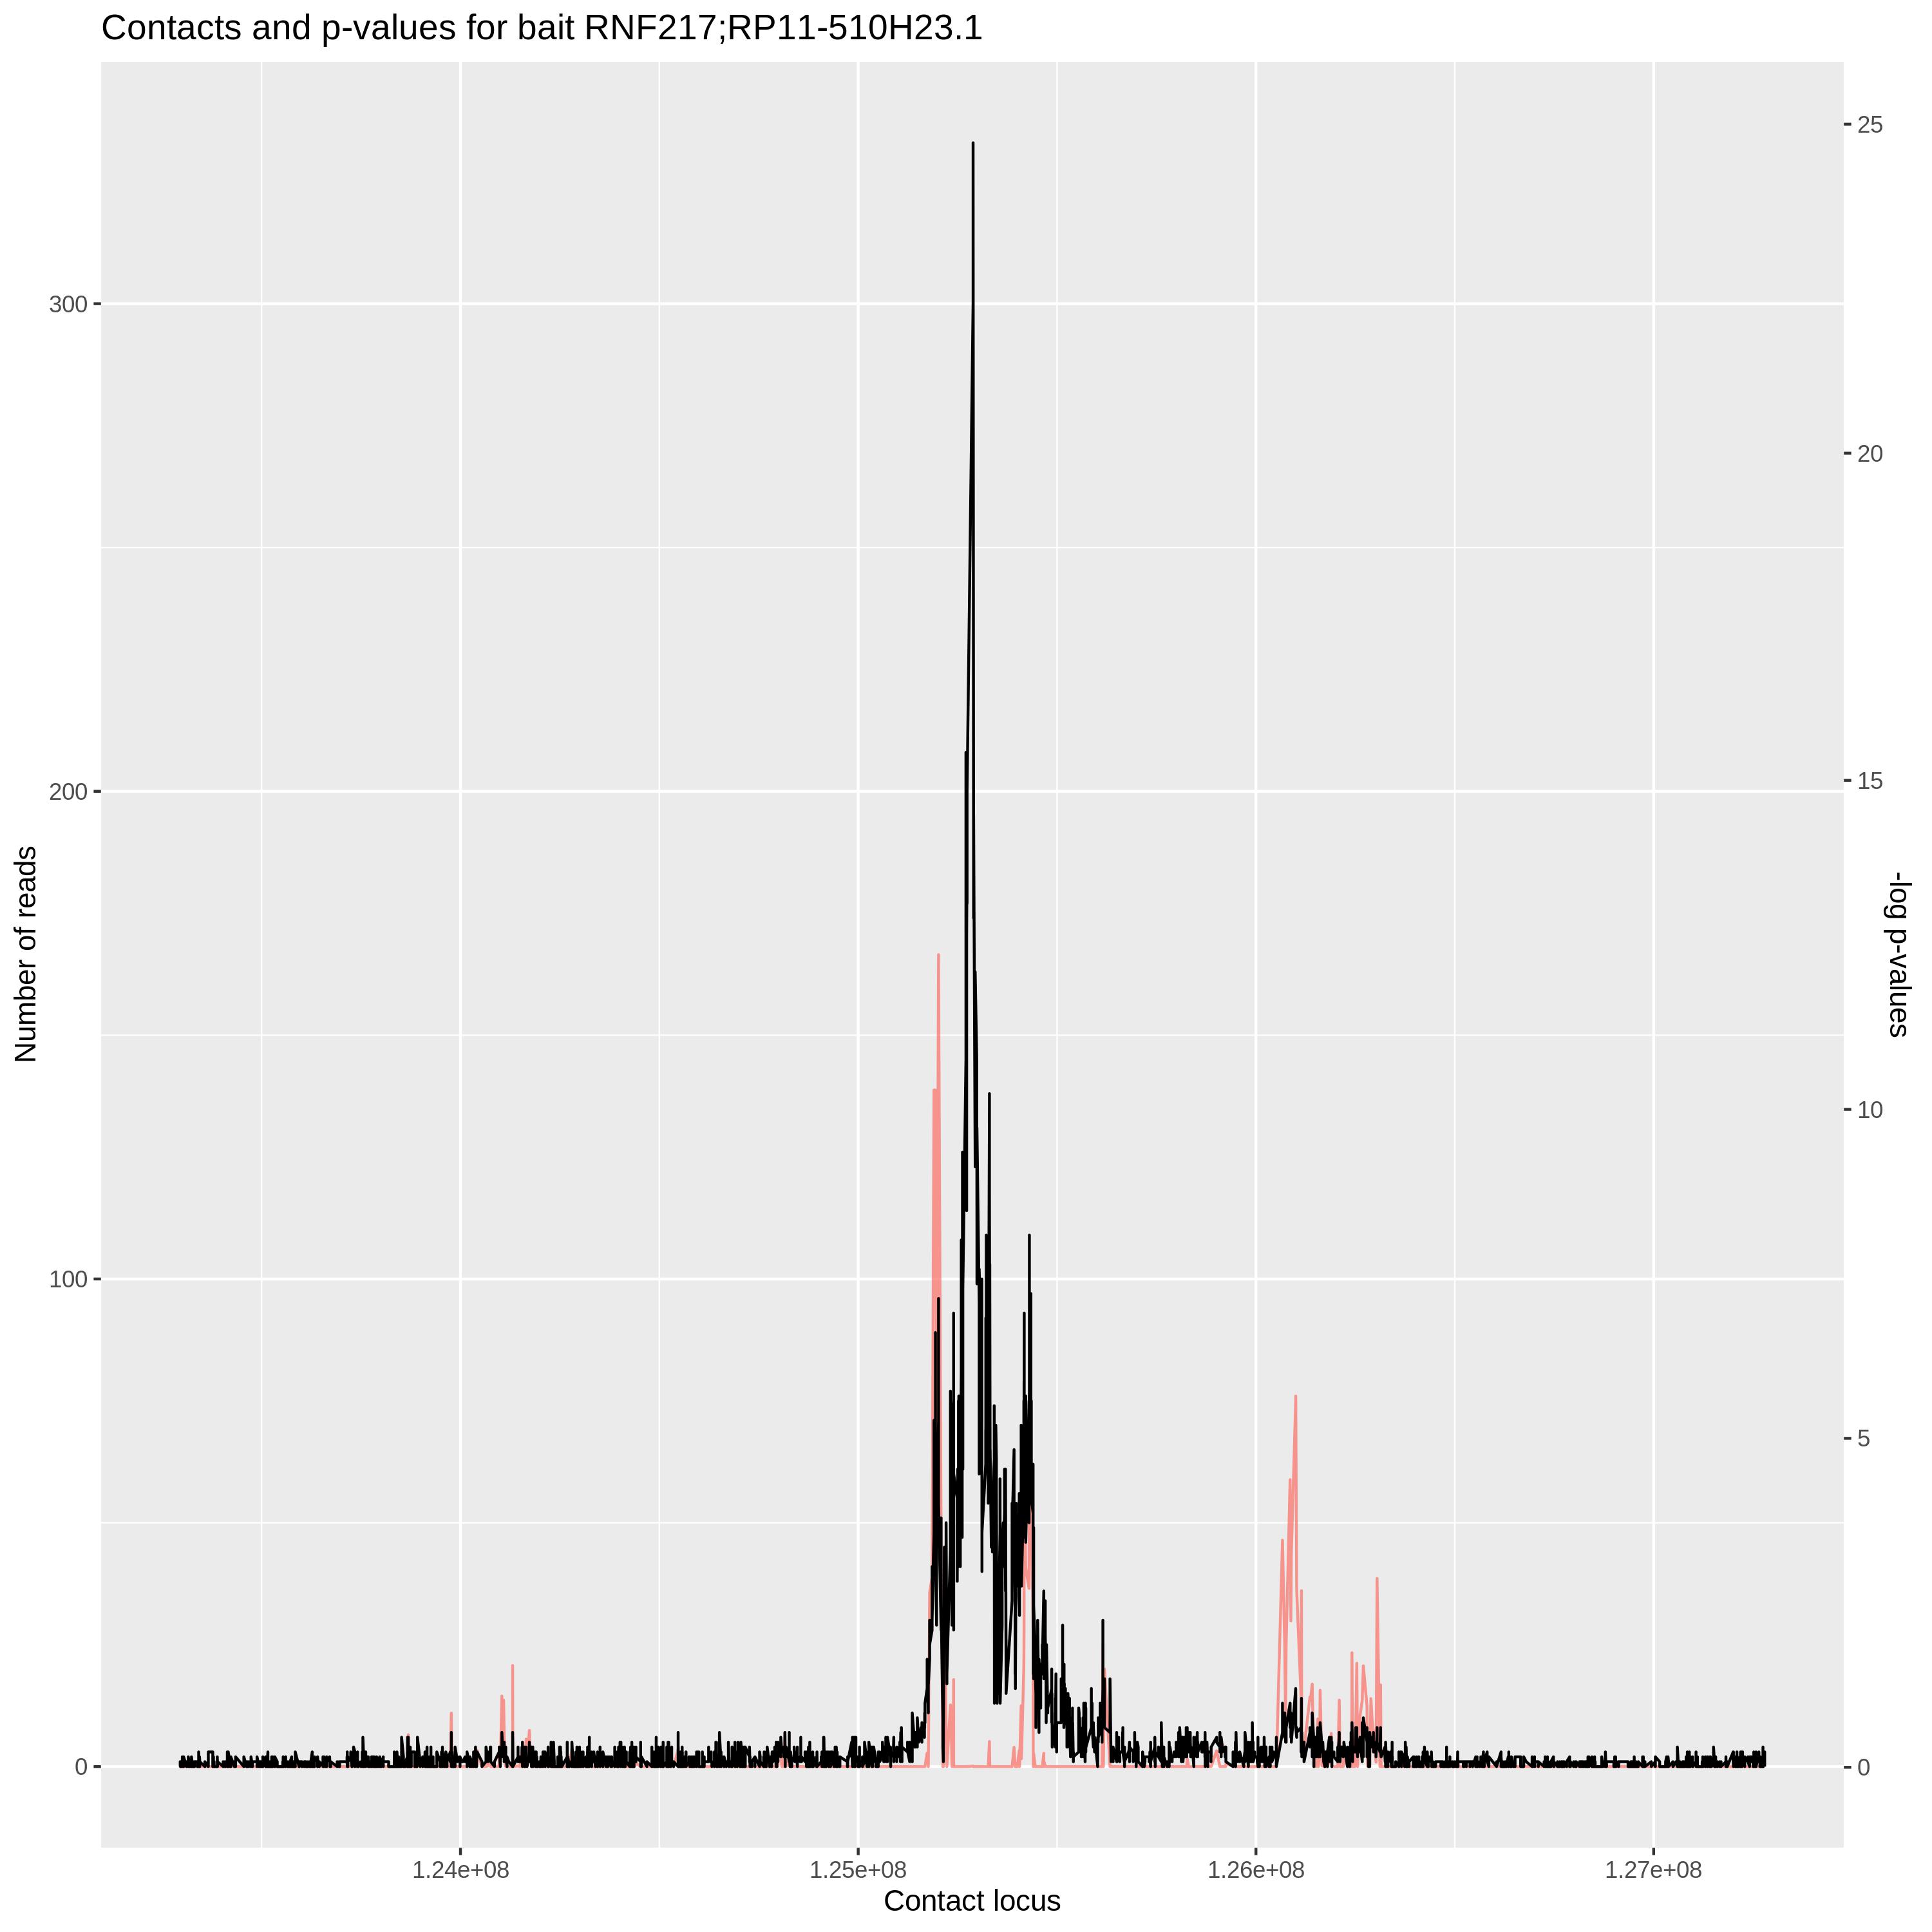 Contacts and p-values for bait RNF217;RP11-510H23.1
300
200
100
0
Number of reads
25
20
15
10
5
0
-log p-values
1.24e+08
1.25e+08
1.26e+08
1.27e+08
Contact locus